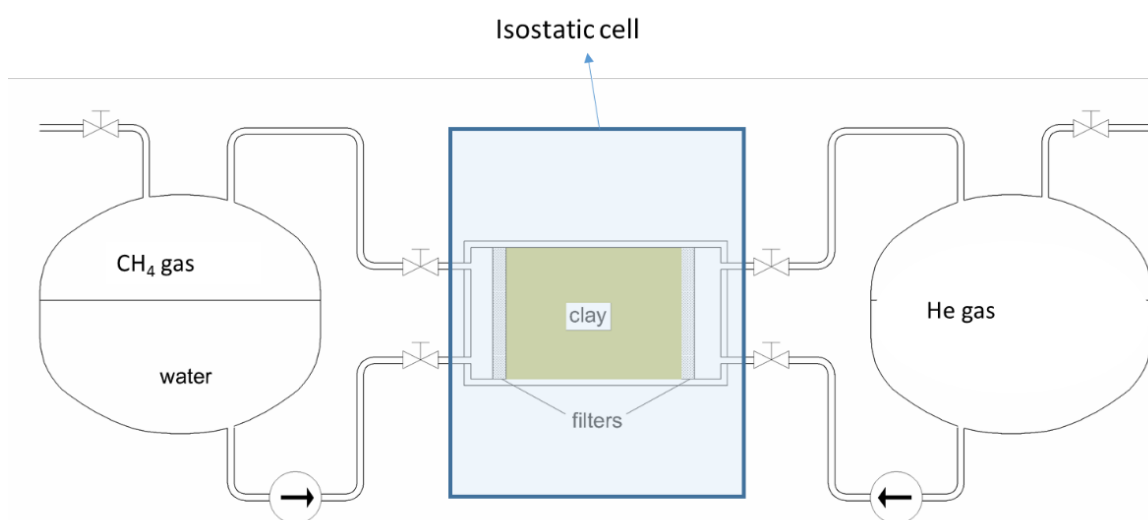 Isostatic cell
CH₄ gas
He gas
clay
water
filters